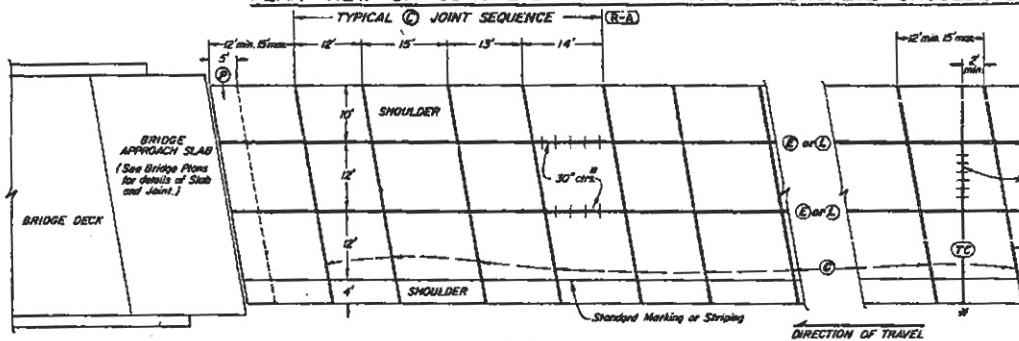 TYPICAL Ⓒ JOINT SEQUENCE
R-A
12' min. 15' max.
12'
15'
13'
14'
12' min. 15' max.
5'
2'
min.
P
10'
SHOULDER
BRIDGE
APPROACH SLAB
(See Bridge Plans
for details of Slab
and Joint.)
12'
30" ctrs.
E or L
BRIDGE DECK
E or L
12'
TC
C
4'
SHOULDER
Standard Marking or Striping
*
DIRECTION OF TRAVEL